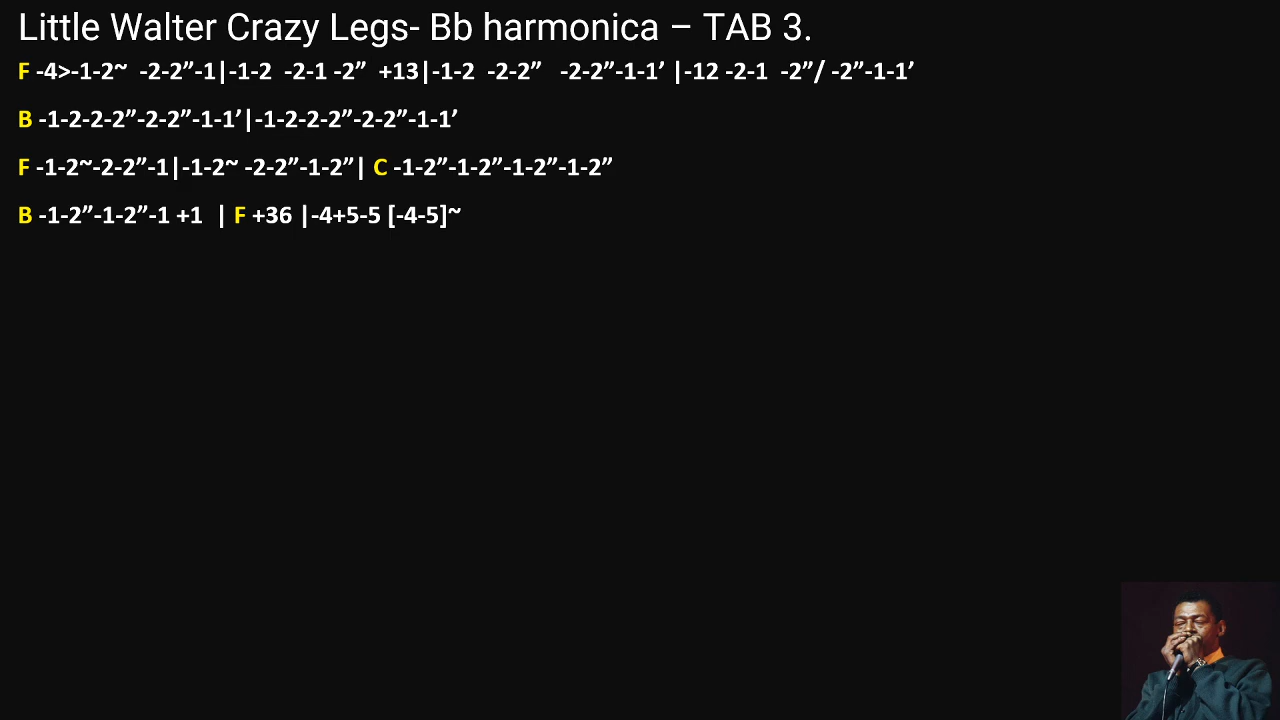 Little Walter Crazy Legs- Bb harmonica – TAB 3.
F -4>-1-2~  -2-2”-1|-1-2  -2-1 -2”  +13|-1-2  -2-2”   -2-2”-1-1’ |-12 -2-1  -2”/ -2”-1-1’
B -1-2-2-2”-2-2”-1-1’|-1-2-2-2”-2-2”-1-1’
F -1-2~-2-2”-1|-1-2~ -2-2”-1-2”| C -1-2”-1-2”-1-2”-1-2”
B -1-2”-1-2”-1 +1  | F +36 |-4+5-5 [-4-5]~